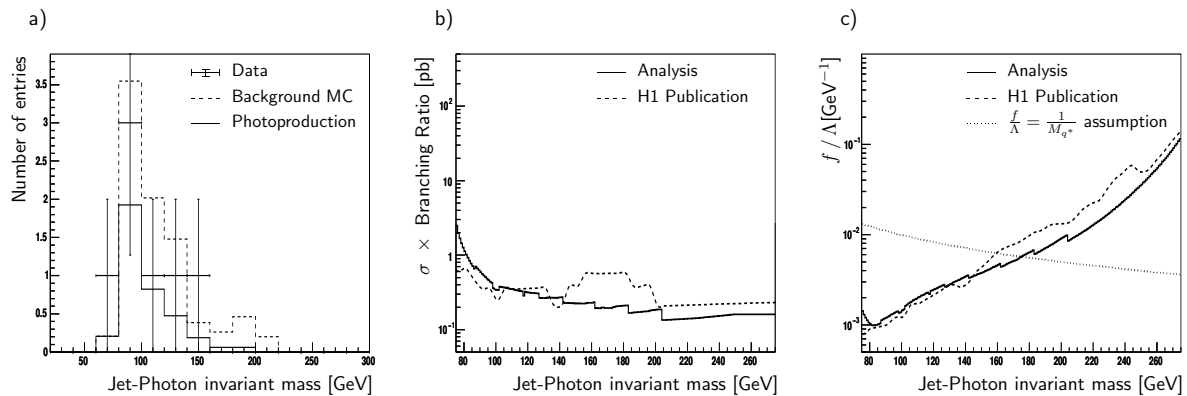 a)
Number of entries
3.5
3
2.5
2
1.5
1
0.5
0
Data
Background MC
Photoproduction
50
100
150
200
250
300
Jet-Photon invariant mass [GeV]
b)
σ × Branching Ratio [pb]
10²
10
1
10⁻¹
Analysis
H1 Publication
80
100
120
140
160
180
200
220
240
260
Jet-Photon invariant mass [GeV]
c)
f / Λ[GeV⁻¹]
10⁻¹
10⁻²
10⁻³
Analysis
H1 Publication
f/Λ = 1/M_{q*} assumption
80
100
120
140
160
180
200
220
240
260
Jet-Photon invariant mass [GeV]